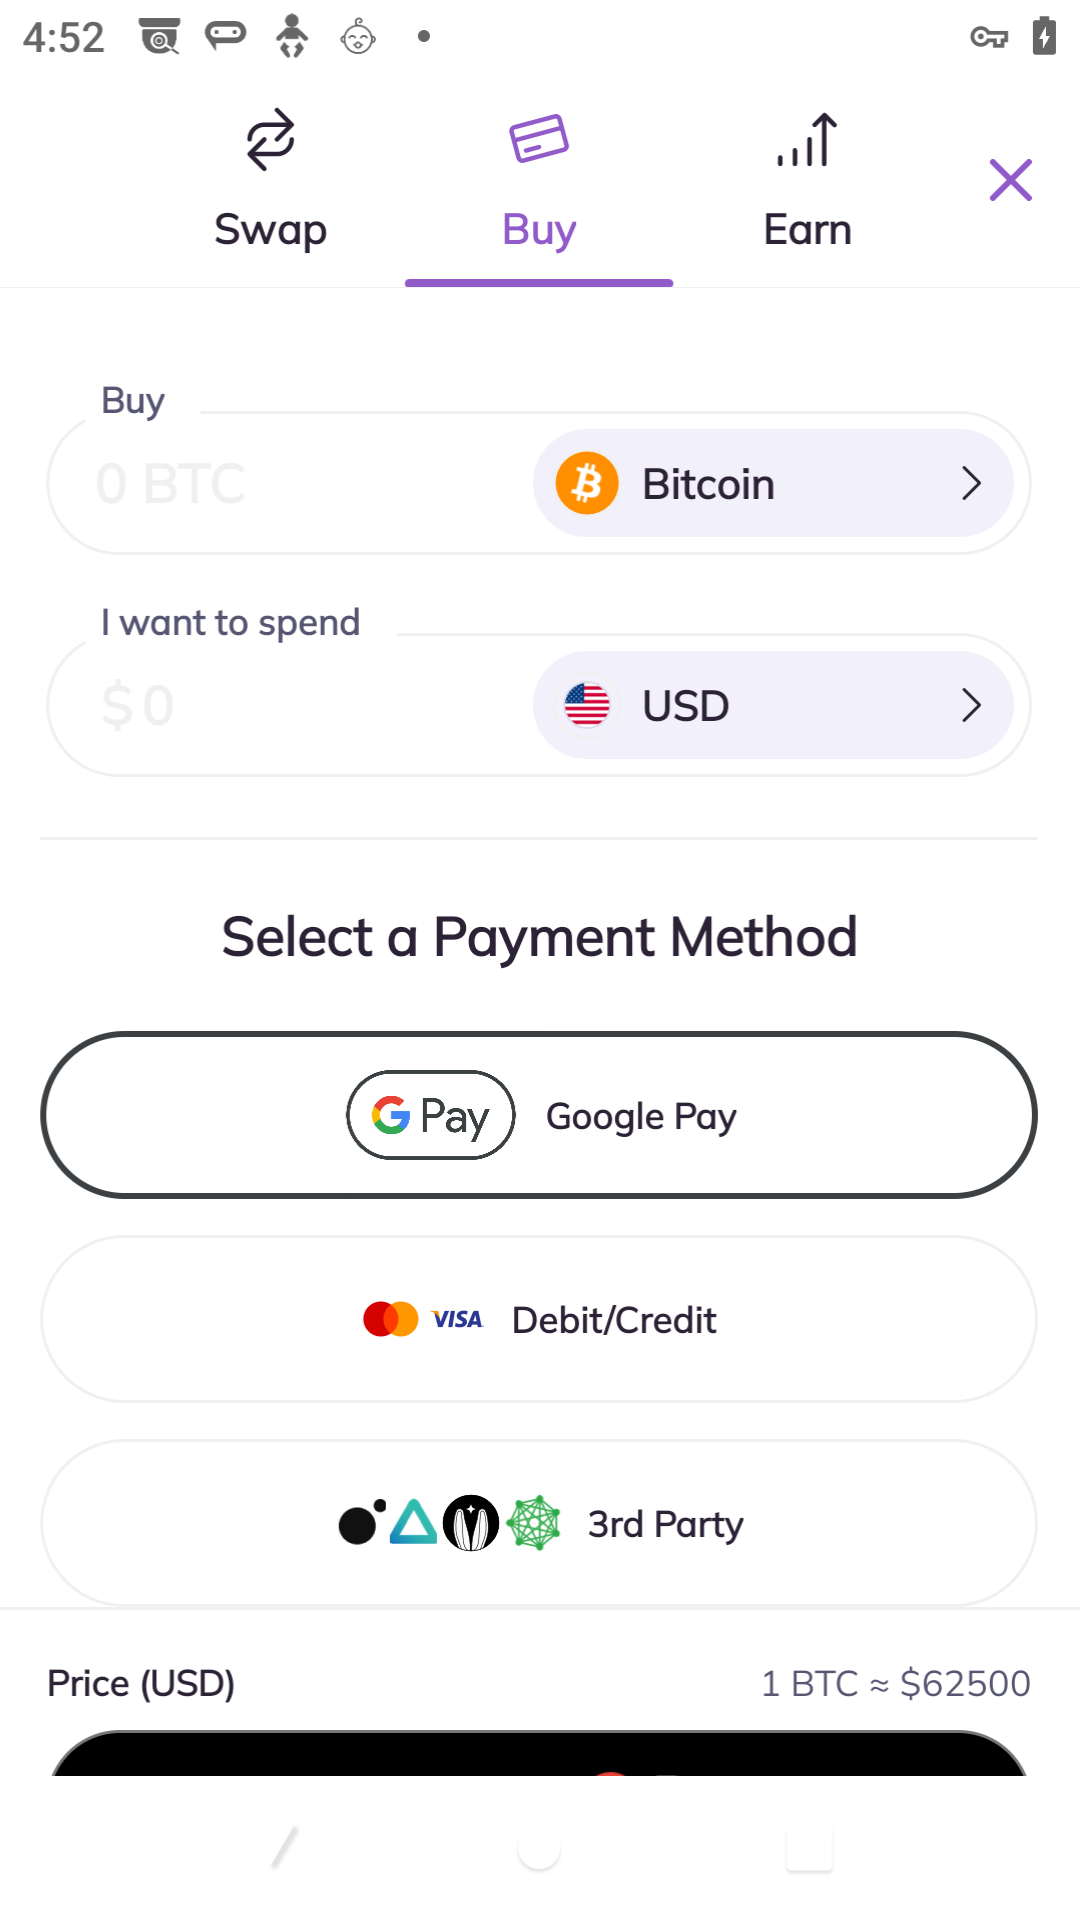 4:52
Swap
Buy
Earn
Buy
0 BTC
Bitcoin
I want to spend
$0
USD
Select a Payment Method
G Pay Google Pay
VISA Debit/Credit
3rd Party
Price (USD)
1 BTC ≈ $62500